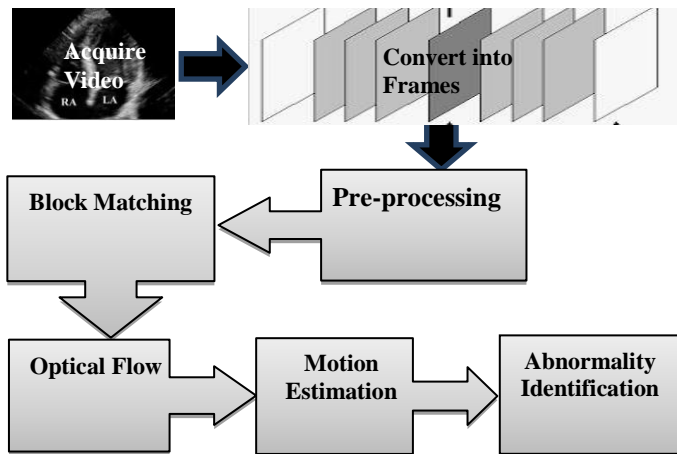 Acquire
Video
RA LA
Convert into
Frames
Pre-processing
Block Matching
Optical Flow
Motion
Estimation
Abnormality
Identification